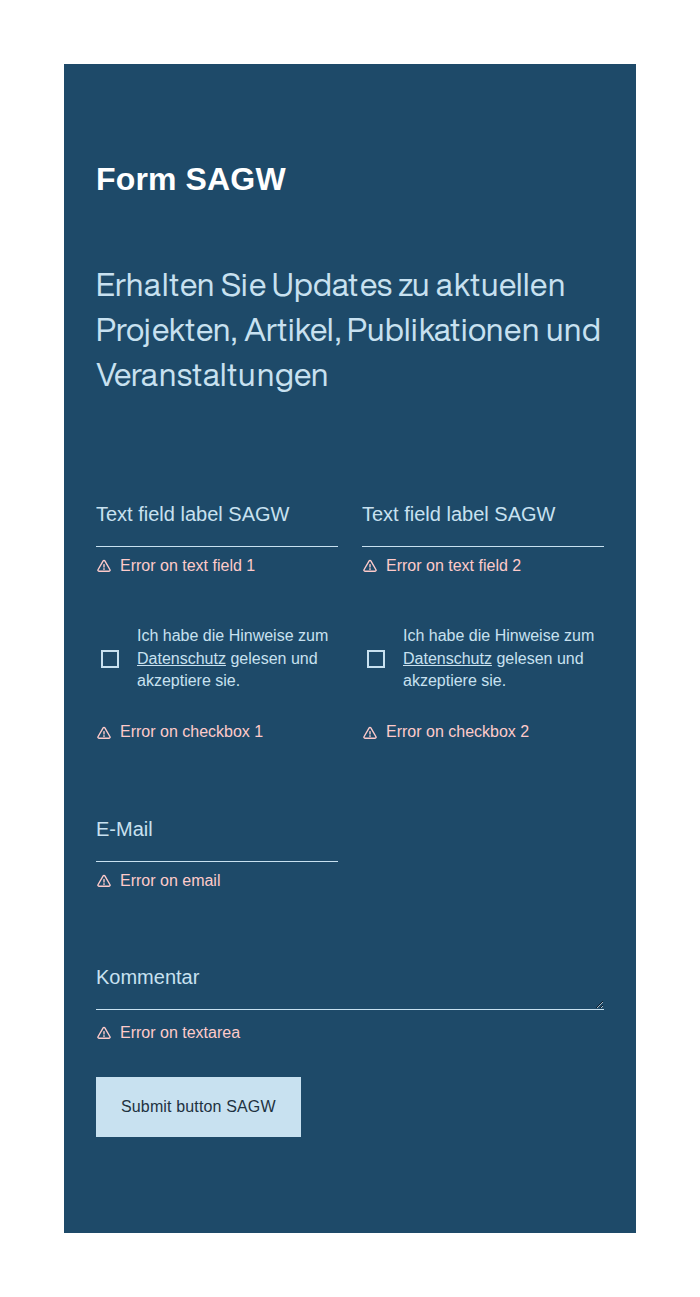 Form SAGW
Erhalten Sie Updates zu aktuellen
Projekten, Artikel, Publikationen und
Veranstaltungen
Text field label SAGW
Error on text field 1
Text field label SAGW
Error on text field 2
Ich habe die Hinweise zum
Datenschutz gelesen und
akzeptiere sie.
Error on checkbox 1
Ich habe die Hinweise zum
Datenschutz gelesen und
akzeptiere sie.
Error on checkbox 2
E-Mail
Error on email
Kommentar
Error on textarea
Submit button SAGW